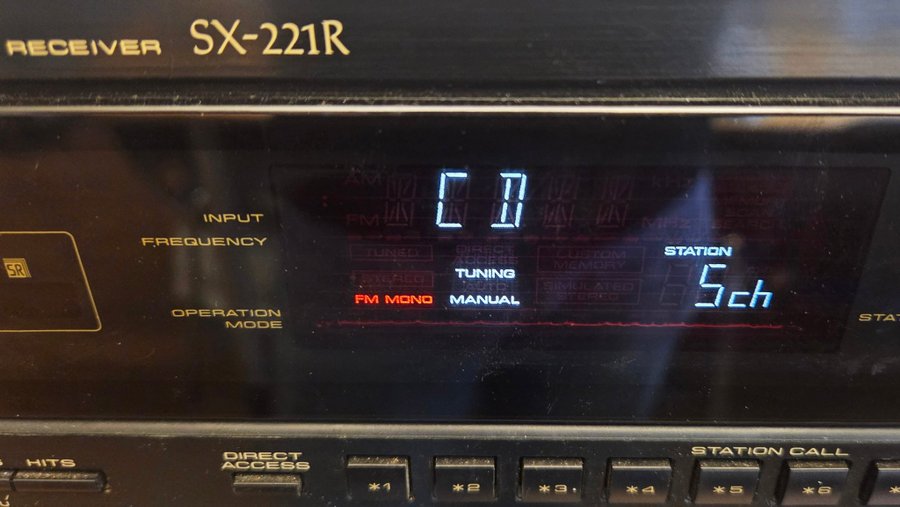 RECEIVER SX-221R
CD
INPUT
FREQUENCY
STATION
SR
TUNING
5ch
FM MONO MANUAL
OPERATION
MODE
HITS
DIRECT
ACCESS
STATION CALL
*1 *2 *3 *4 *5 *6